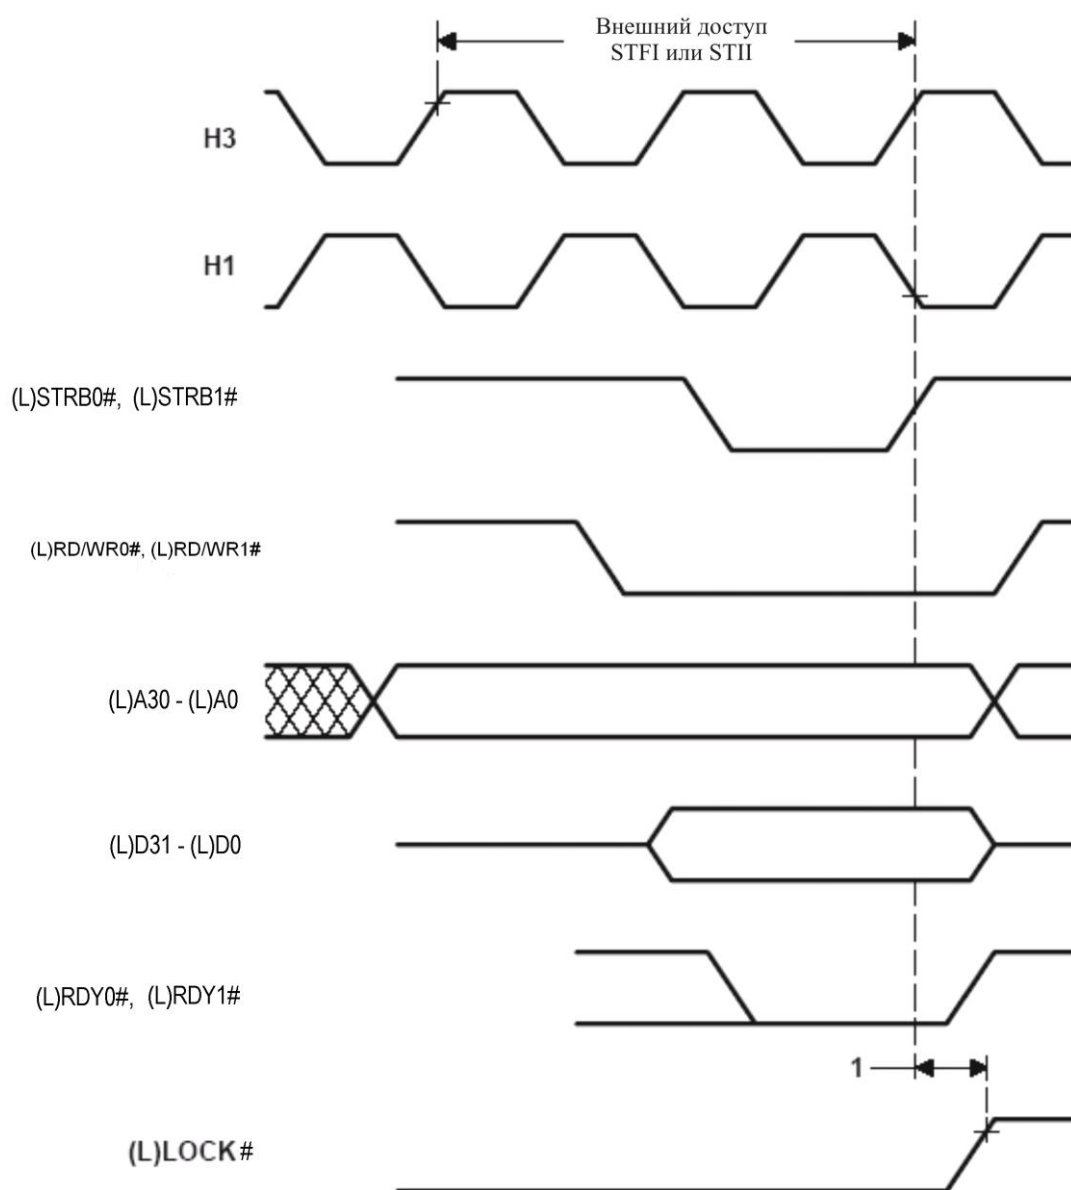 Внешний доступ
STFI или STII
H3
H1
(L)STRB0#, (L)STRB1#
(L)RD/WR0#, (L)RD/WR1#
(L)A30 - (L)A0
(L)D31 - (L)D0
(L)RDY0#, (L)RDY1#
1
(L)LOCK#